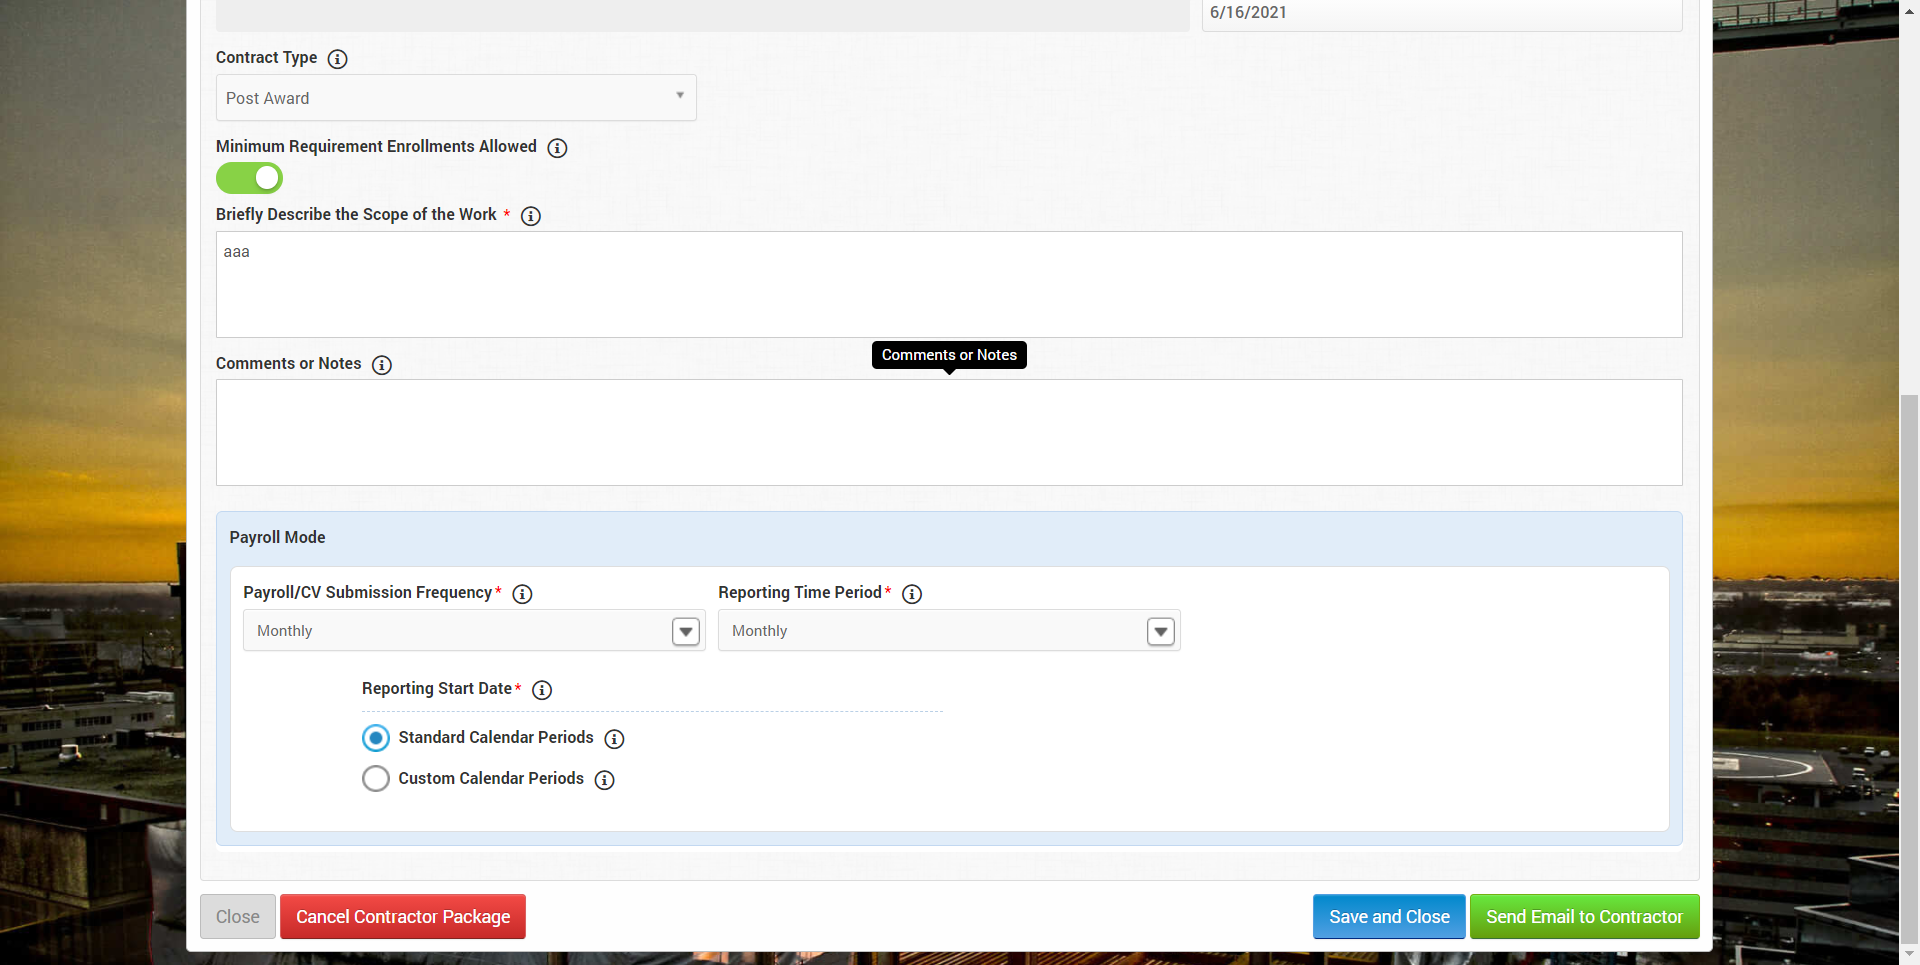 6/16/2021
Contract Type
Post Award
Minimum Requirement Enrollments Allowed
Briefly Describe the Scope of the Work *
aaa
Comments or Notes
Comments or Notes
Payroll Mode
Payroll/CV Submission Frequency*
Reporting Time Period*
Monthly
Monthly
Reporting Start Date*
Standard Calendar Periods
Custom Calendar Periods
Close
Cancel Contractor Package
Save and Close
Send Email to Contractor